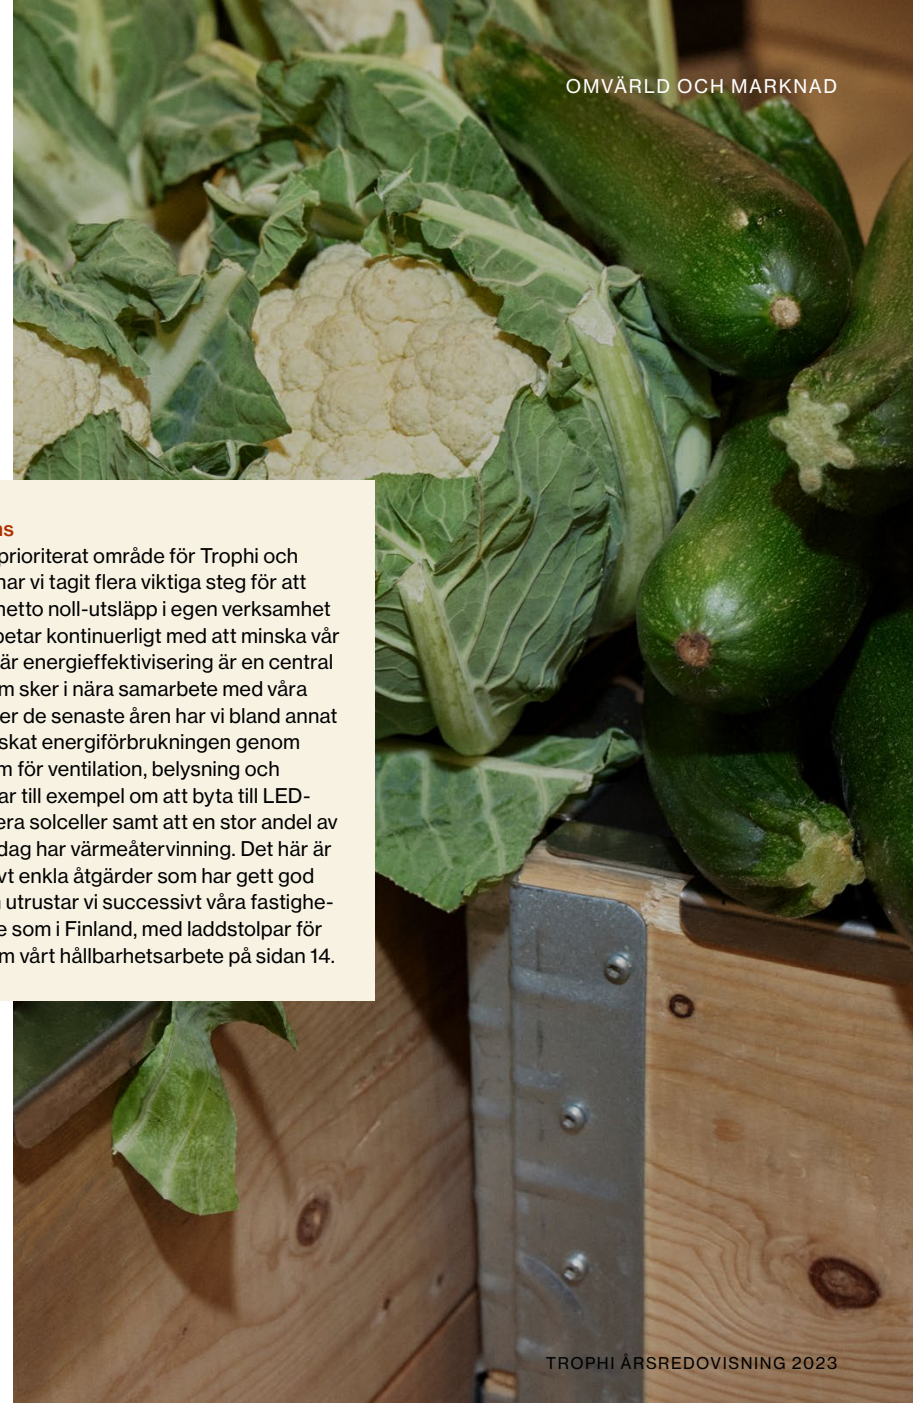 OMVÄRLD OCH MARKNAD
ns
prioriterat område för Trophi och
har vi tagit flera viktiga steg för att
netto noll-utsläpp i egen verksamhet
betar kontinuerligt med att minska vår
är energieffektivisering är en central
m sker i nära samarbete med våra
er de senaste åren har vi bland annat
skat energiförbrukningen genom
m för ventilation, belysning och
ar till exempel om att byta till LED-
era solceller samt att en stor andel av
dag har värmeåtervinning. Det här är
vt enkla åtgärder som har gett god
utrustar vi successivt våra fastighe-
e som i Finland, med laddstolpar för
m vårt hållbarhetsarbete på sidan 14.
TROPHI ÅRSREDOVISNING 2023